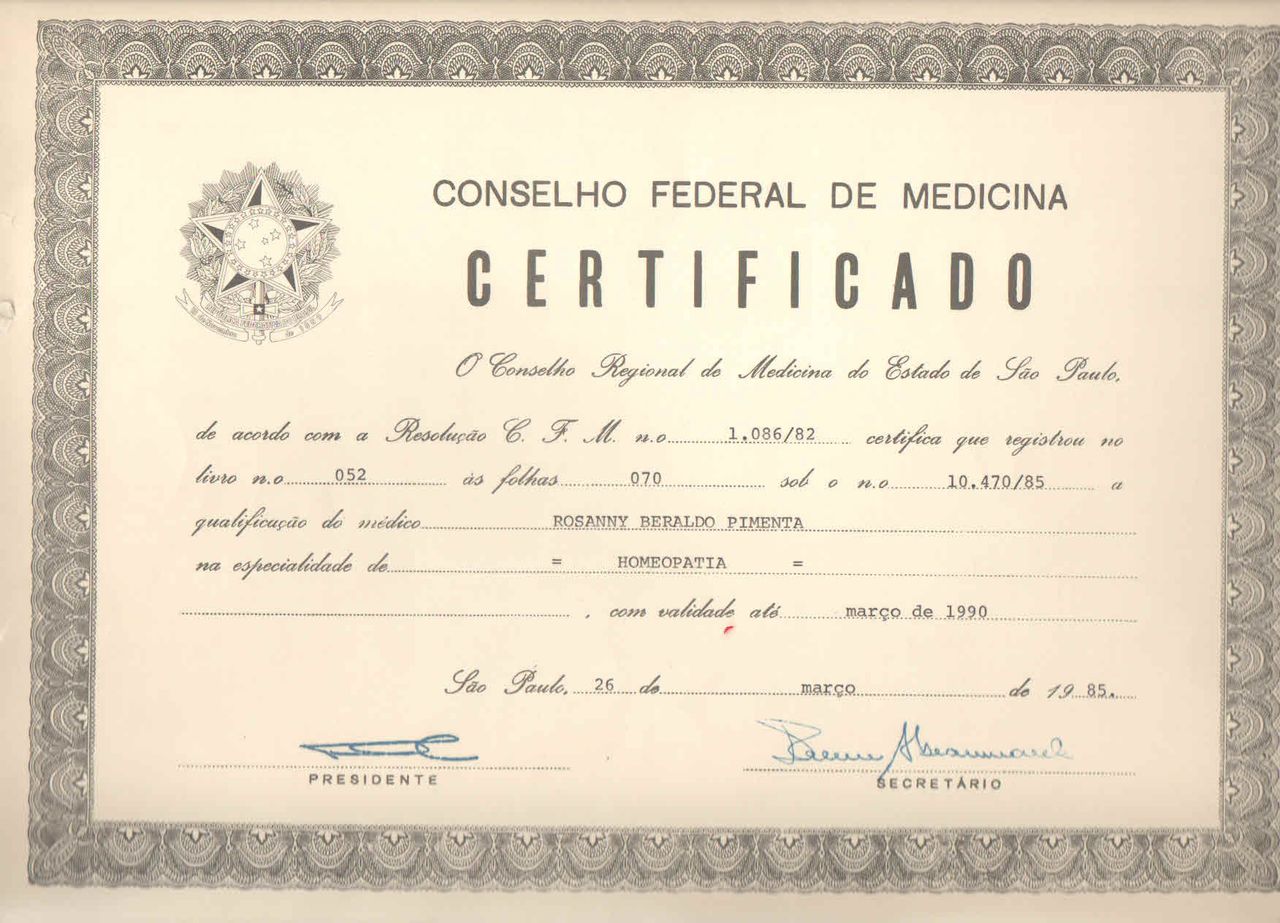 CONSELHO FEDERAL DE MEDICINA
CERTIFICADO
O Conselho Regional de Medicina do Estado de São Paulo,
de acordo com a Resolução C. F. M. n.o 1.086/82 certifica que registrou no
livro n.o 052 às folhas 070 sob o n.o 10.470/85 a
qualificação do médico ROSANNY BERALDO PIMENTA
na especialidade de = HOMEOPATIA =
, com validade até março de 1990
São Paulo, 26 de março de 19 85.
PRESIDENTE
SECRETÁRIO